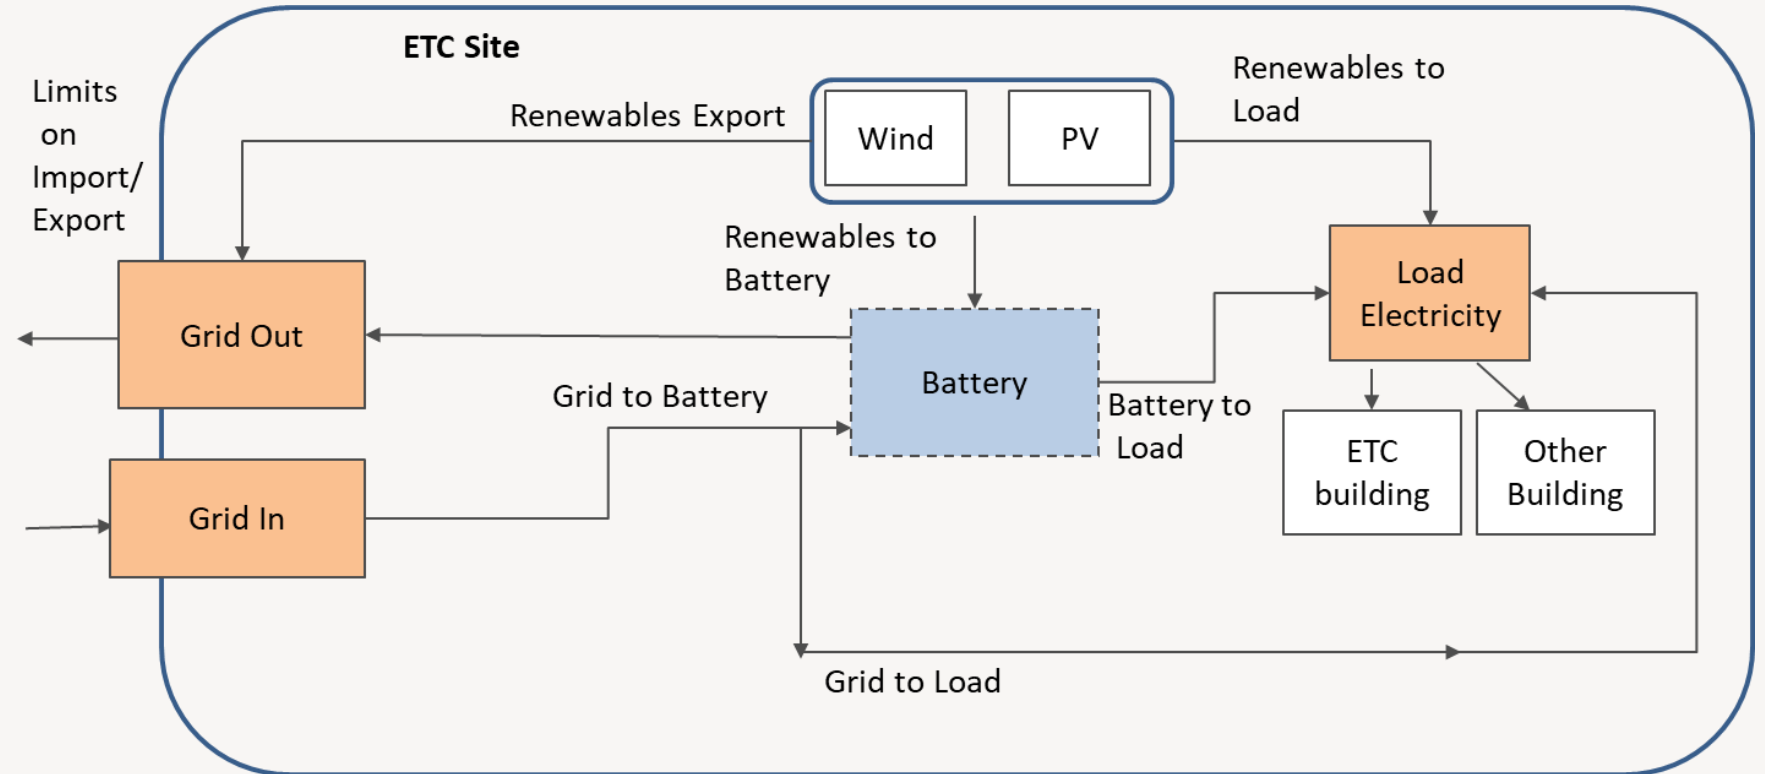 ETC Site
Limits
on
Import/
Export
Renewables Export
Wind
PV
Renewables to
Load
Renewables to
Battery
Load
Electricity
Grid Out
Battery
Grid to Battery
Battery to
Load
ETC
building
Other
Building
Grid In
Grid to Load